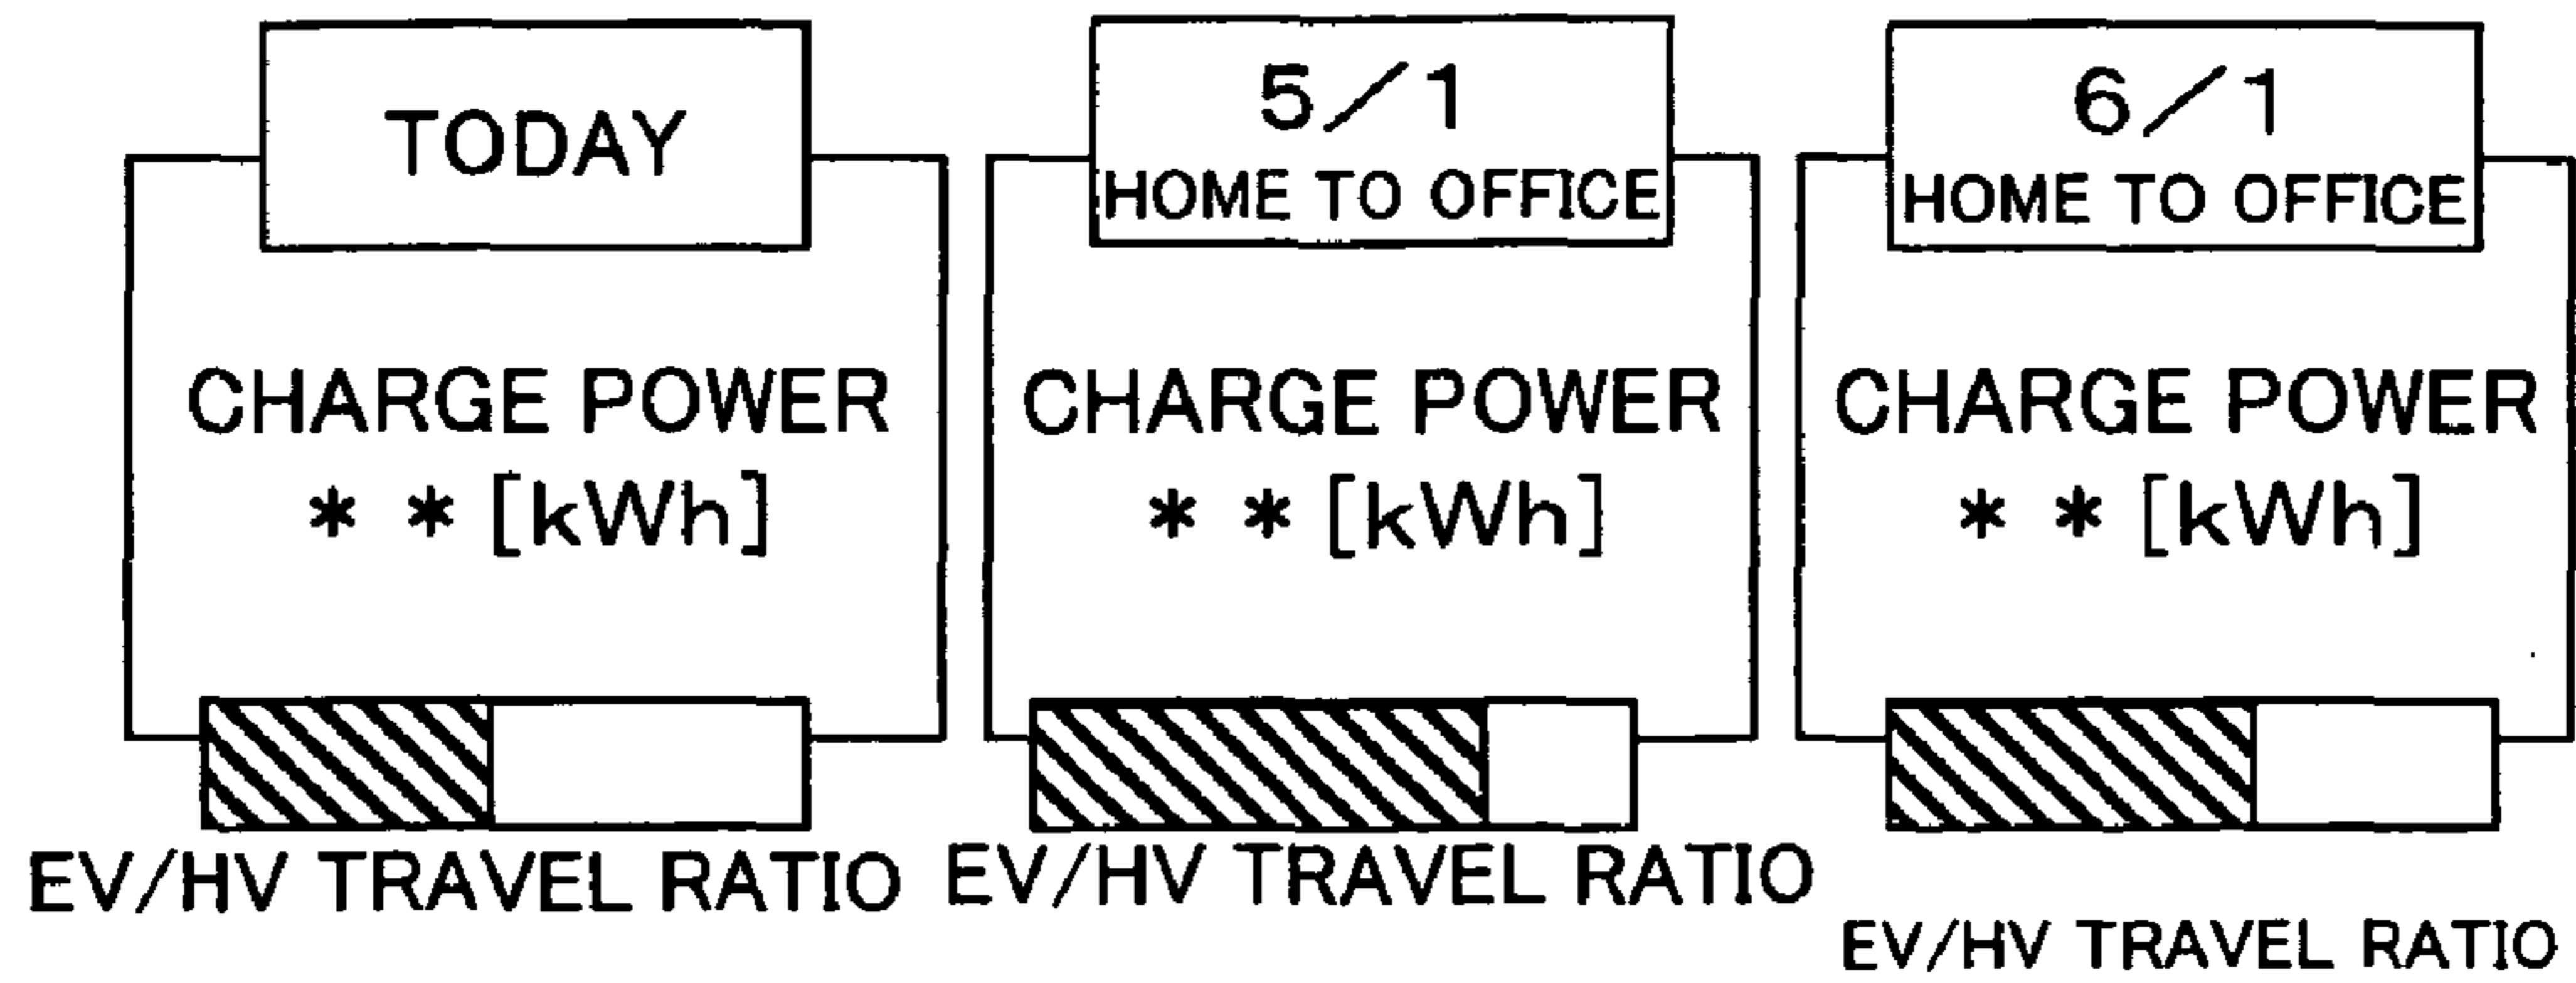 TODAY
CHARGE POWER
* * [kWh]
EV/HV TRAVEL RATIO
5/1
HOME TO OFFICE
CHARGE POWER
* * [kWh]
EV/HV TRAVEL RATIO
6/1
HOME TO OFFICE
CHARGE POWER
* * [kWh]
EV/HV TRAVEL RATIO